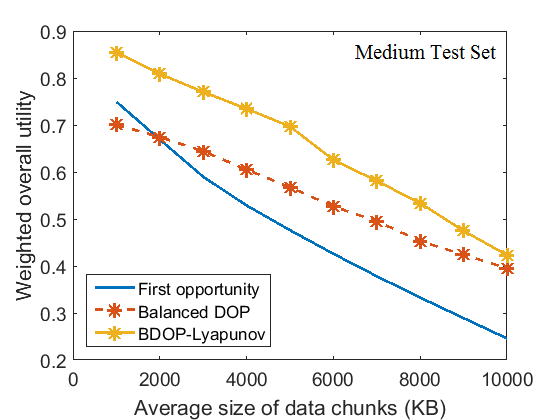 Medium Test Set
Weighted overall utility
0.9
0.8
0.7
0.6
0.5
0.4
0.3
0.2
First opportunity
Balanced DOP
BDOP-Lyapunov
0 2000 4000 6000 8000 10000
Average size of data chunks (KB)